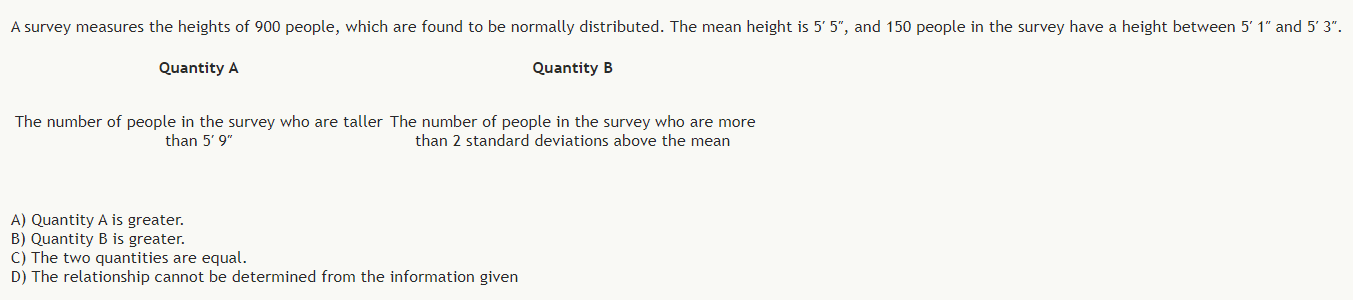 A survey measures the heights of 900 people, which are found to be normally distributed. The mean height is 5′ 5″, and 150 people in the survey have a height between 5′ 1″ and 5′ 3″.
Quantity A Quantity B
The number of people in the survey who are taller The number of people in the survey who are more
than 5′ 9″ than 2 standard deviations above the mean
A) Quantity A is greater.
B) Quantity B is greater.
C) The two quantities are equal.
D) The relationship cannot be determined from the information given